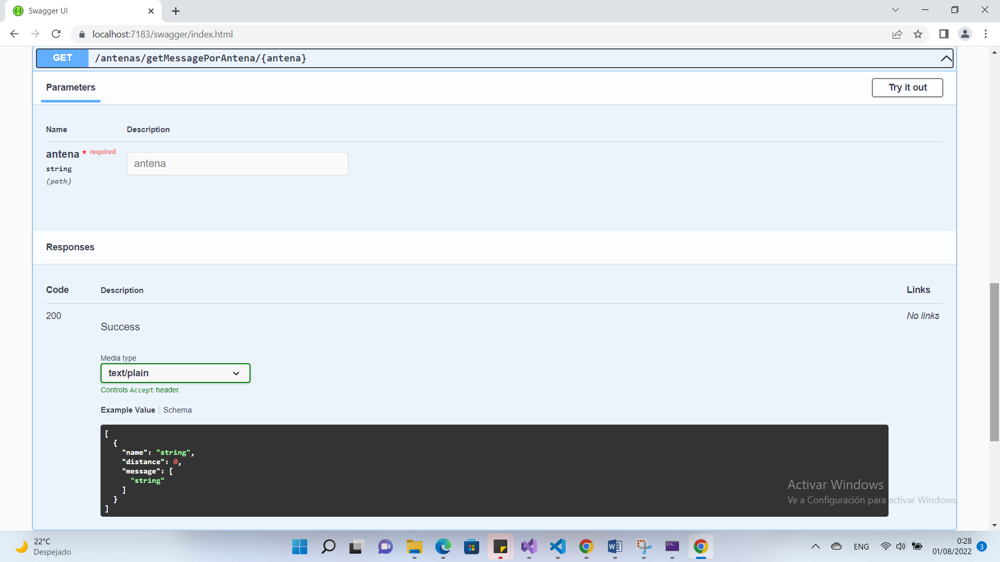 Swagger UI
localhost:7183/swagger/index.html
GET /antenas/getMessagePorAntena/{antena}
Parameters
Try it out
Name Description
antena * required
string
(path)
antena
Responses
Code Description Links
200
Success
No links
Media type
text/plain
Controls Accept header.
Example Value Schema
[
{
"name": "string",
"distance": 0,
"message": [
"string"
]
}
]
Activar Windows
Ve a Configuración para activar Windows.
22°C
Despejado
ENG
0:28
01/08/2022
3